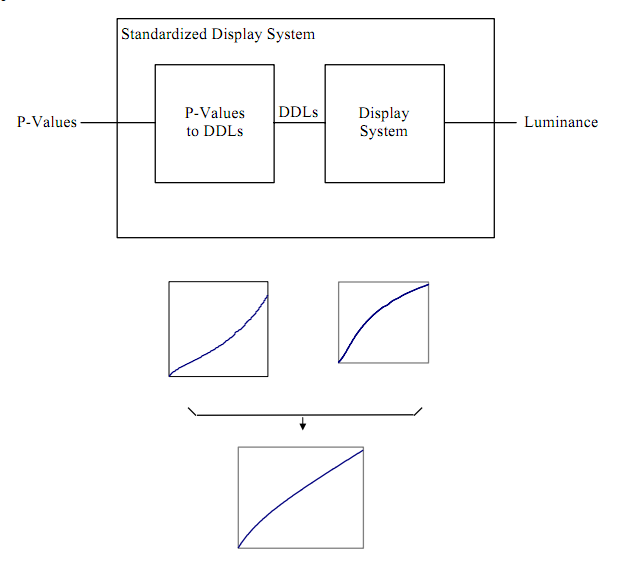 Standardized Display System
P-Values
P-Values
to DDLs
DDLs
Display
System
Luminance